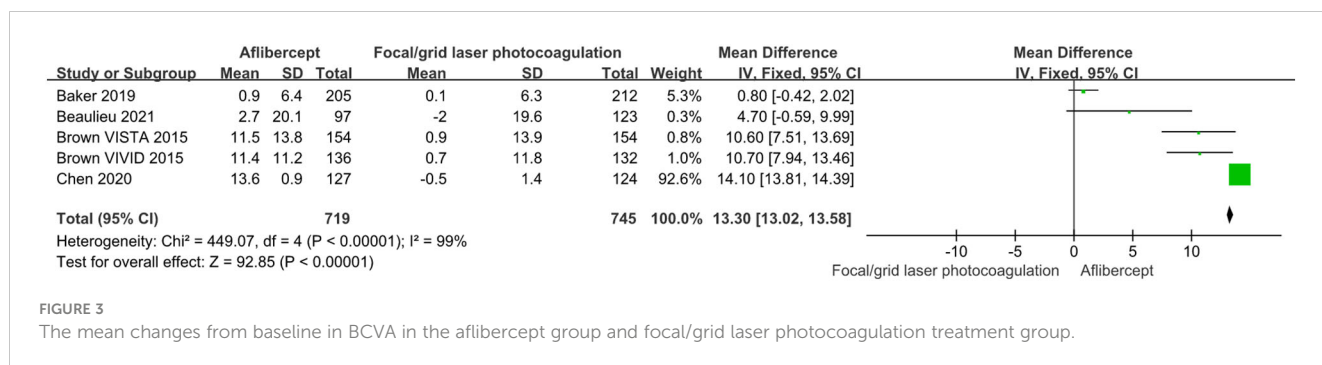 Aflibercept Focal/grid laser photocoagulation Mean Difference Mean Difference
Study or Subgroup Mean SD Total Mean SD Total Weight IV, Fixed, 95% CI IV, Fixed, 95% CI
Baker 2019 0.9 6.4 205 0.1 6.3 212 5.3% 0.80 [-0.42, 2.02]
Beaulieu 2021 2.7 20.1 97 -2 19.6 123 0.3% 4.70 [-0.59, 9.99]
Brown VISTA 2015 11.5 13.8 154 0.9 13.9 154 0.8% 10.60 [7.51, 13.69]
Brown VIVID 2015 11.4 11.2 136 0.7 11.8 132 1.0% 10.70 [7.94, 13.46]
Chen 2020 13.6 0.9 127 -0.5 1.4 124 92.6% 14.10 [13.81, 14.39]
Total (95% CI) 719 745 100.0% 13.30 [13.02, 13.58]
Heterogeneity: Chi² = 449.07, df = 4 (P < 0.00001); I² = 99%
Test for overall effect: Z = 92.85 (P < 0.00001)
-10 -5 0 5 10
Focal/grid laser photocoagulation Aflibercept
FIGURE 3
The mean changes from baseline in BCVA in the aflibercept group and focal/grid laser photocoagulation treatment group.